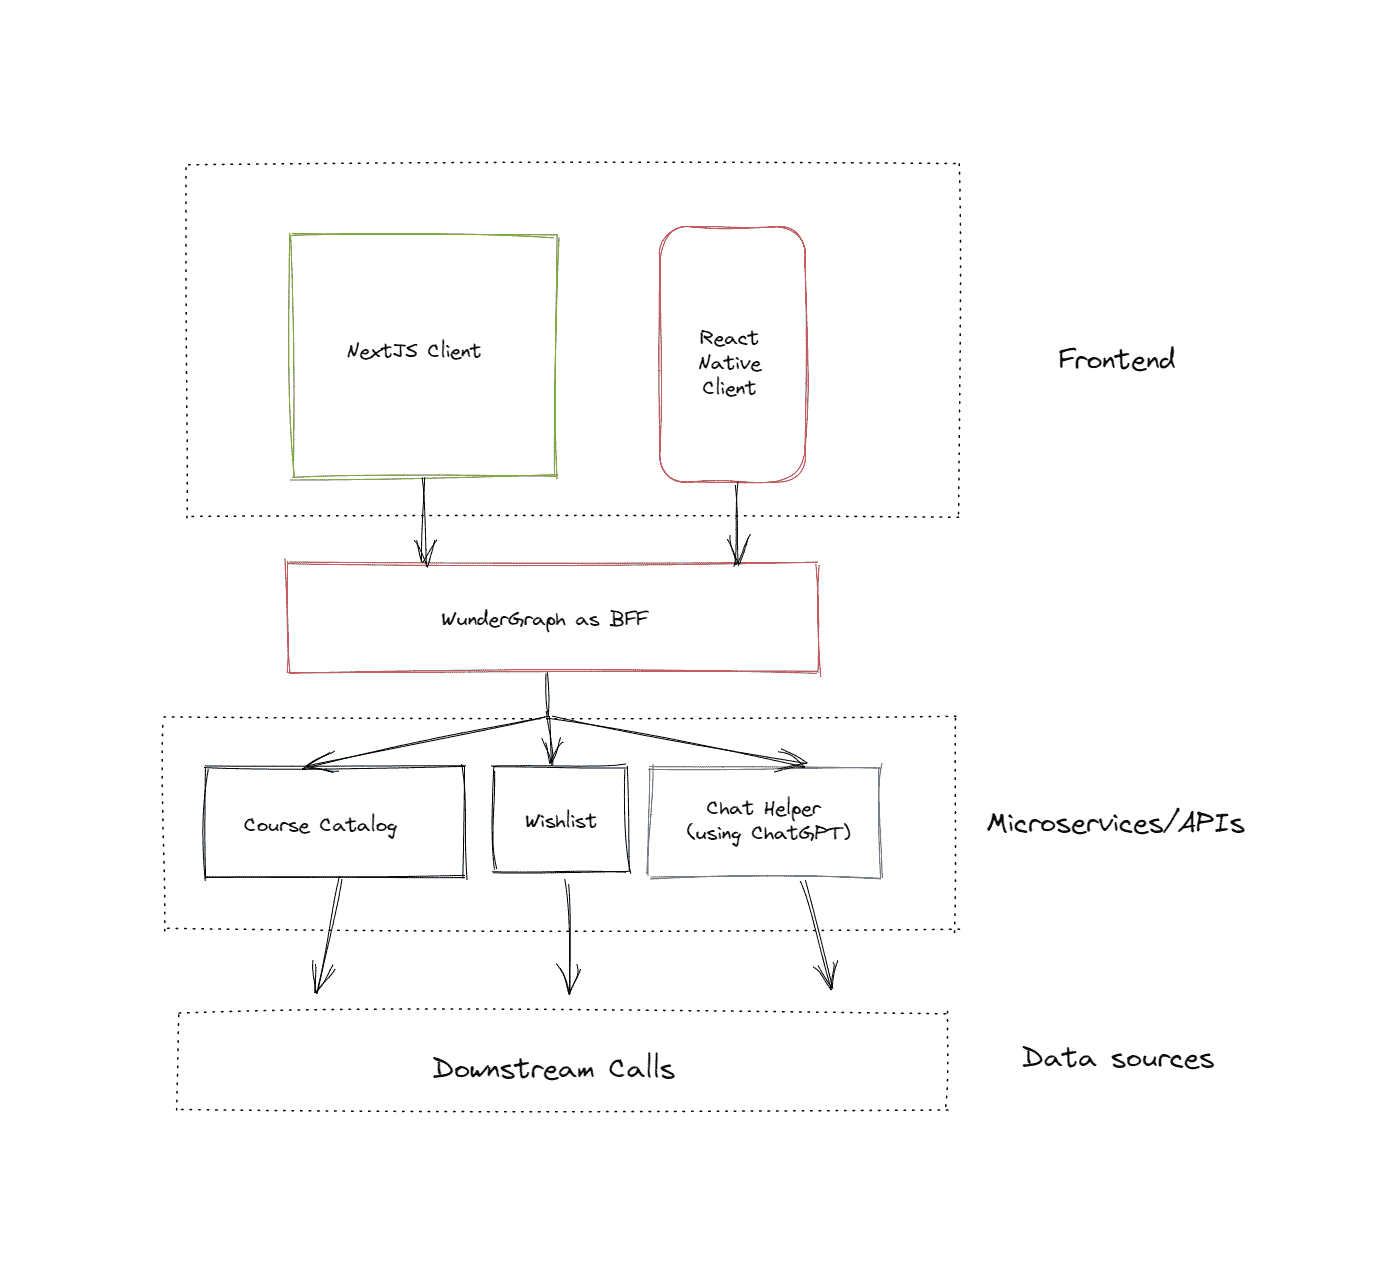 NextJS Client
React
Native
Client
Frontend
WunderGraph as BFF
Course Catalog
Wishlist
Chat Helper
(using ChatGPT)
Microservices/APIs
Downstream Calls
Data sources